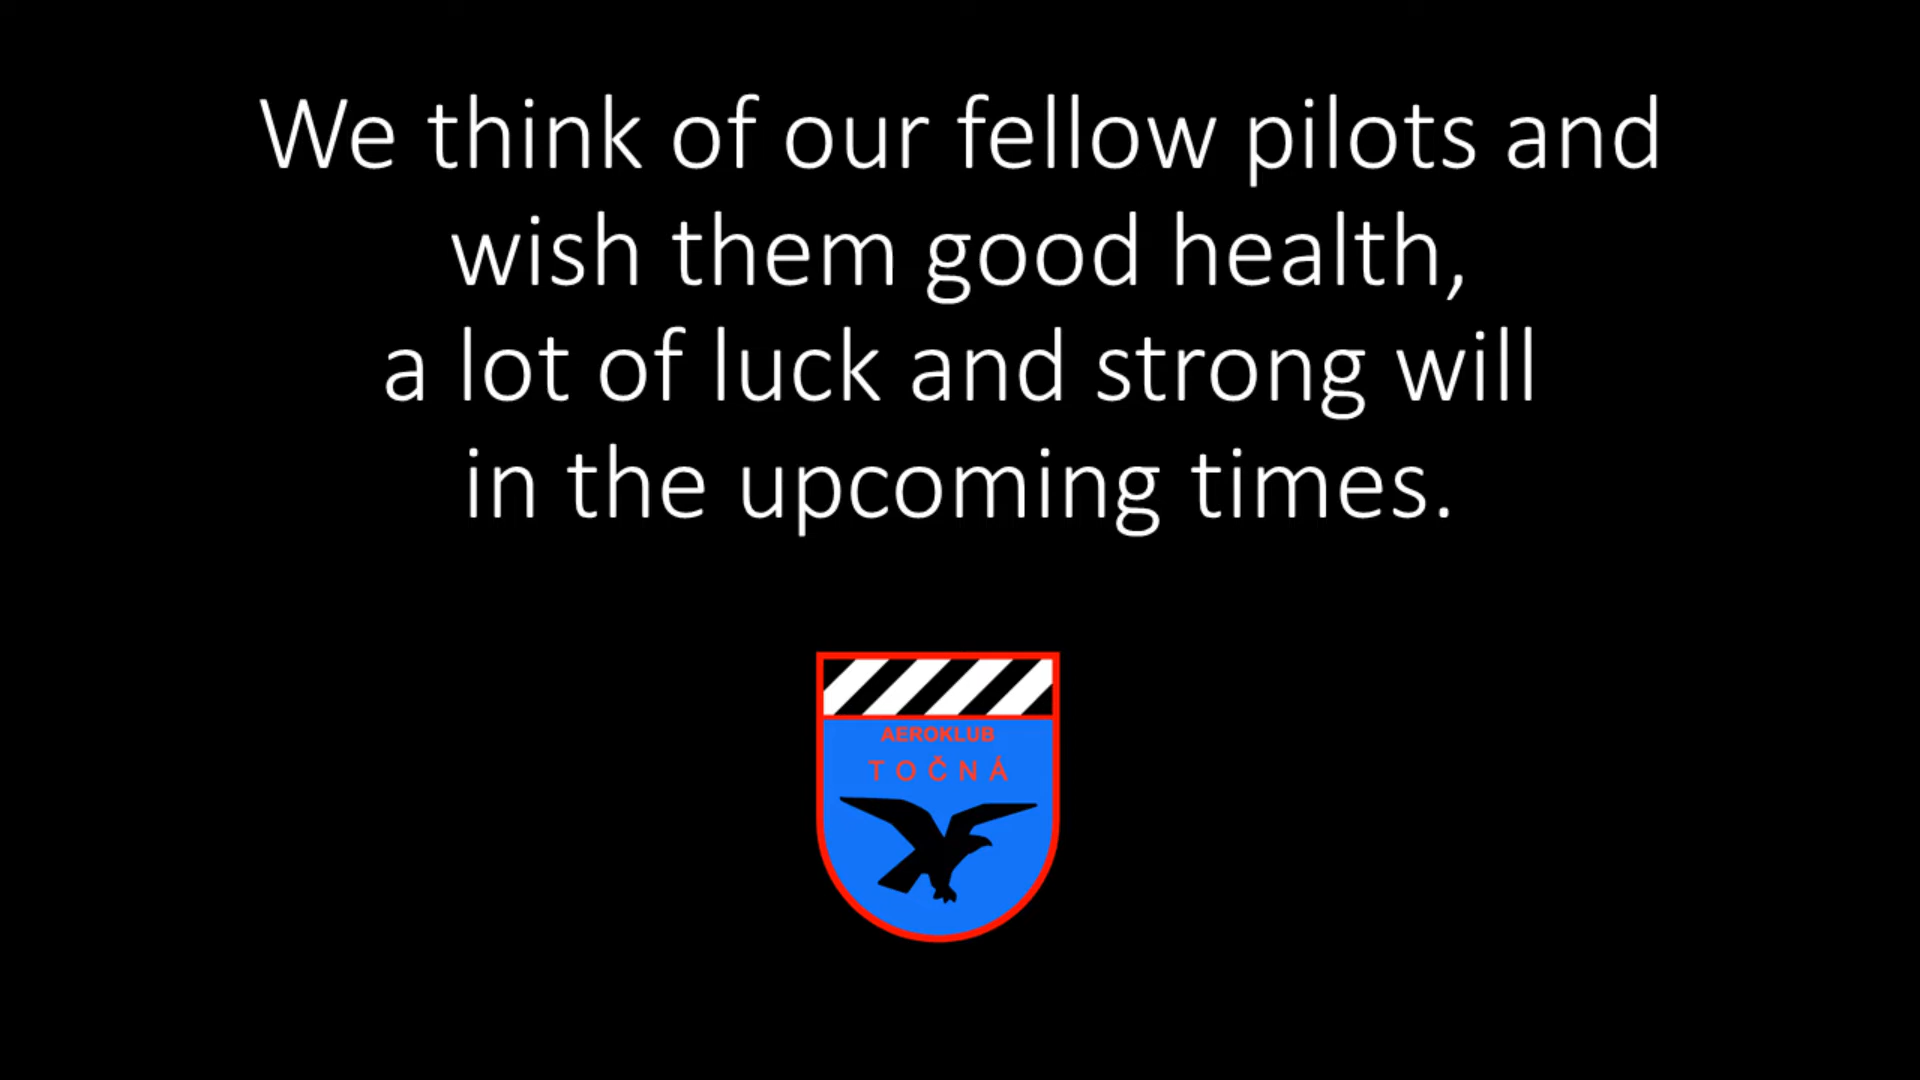 We think of our fellow pilots and
wish them good health,
a lot of luck and strong will
in the upcoming times.
AEROKLUB
TOČNÁ